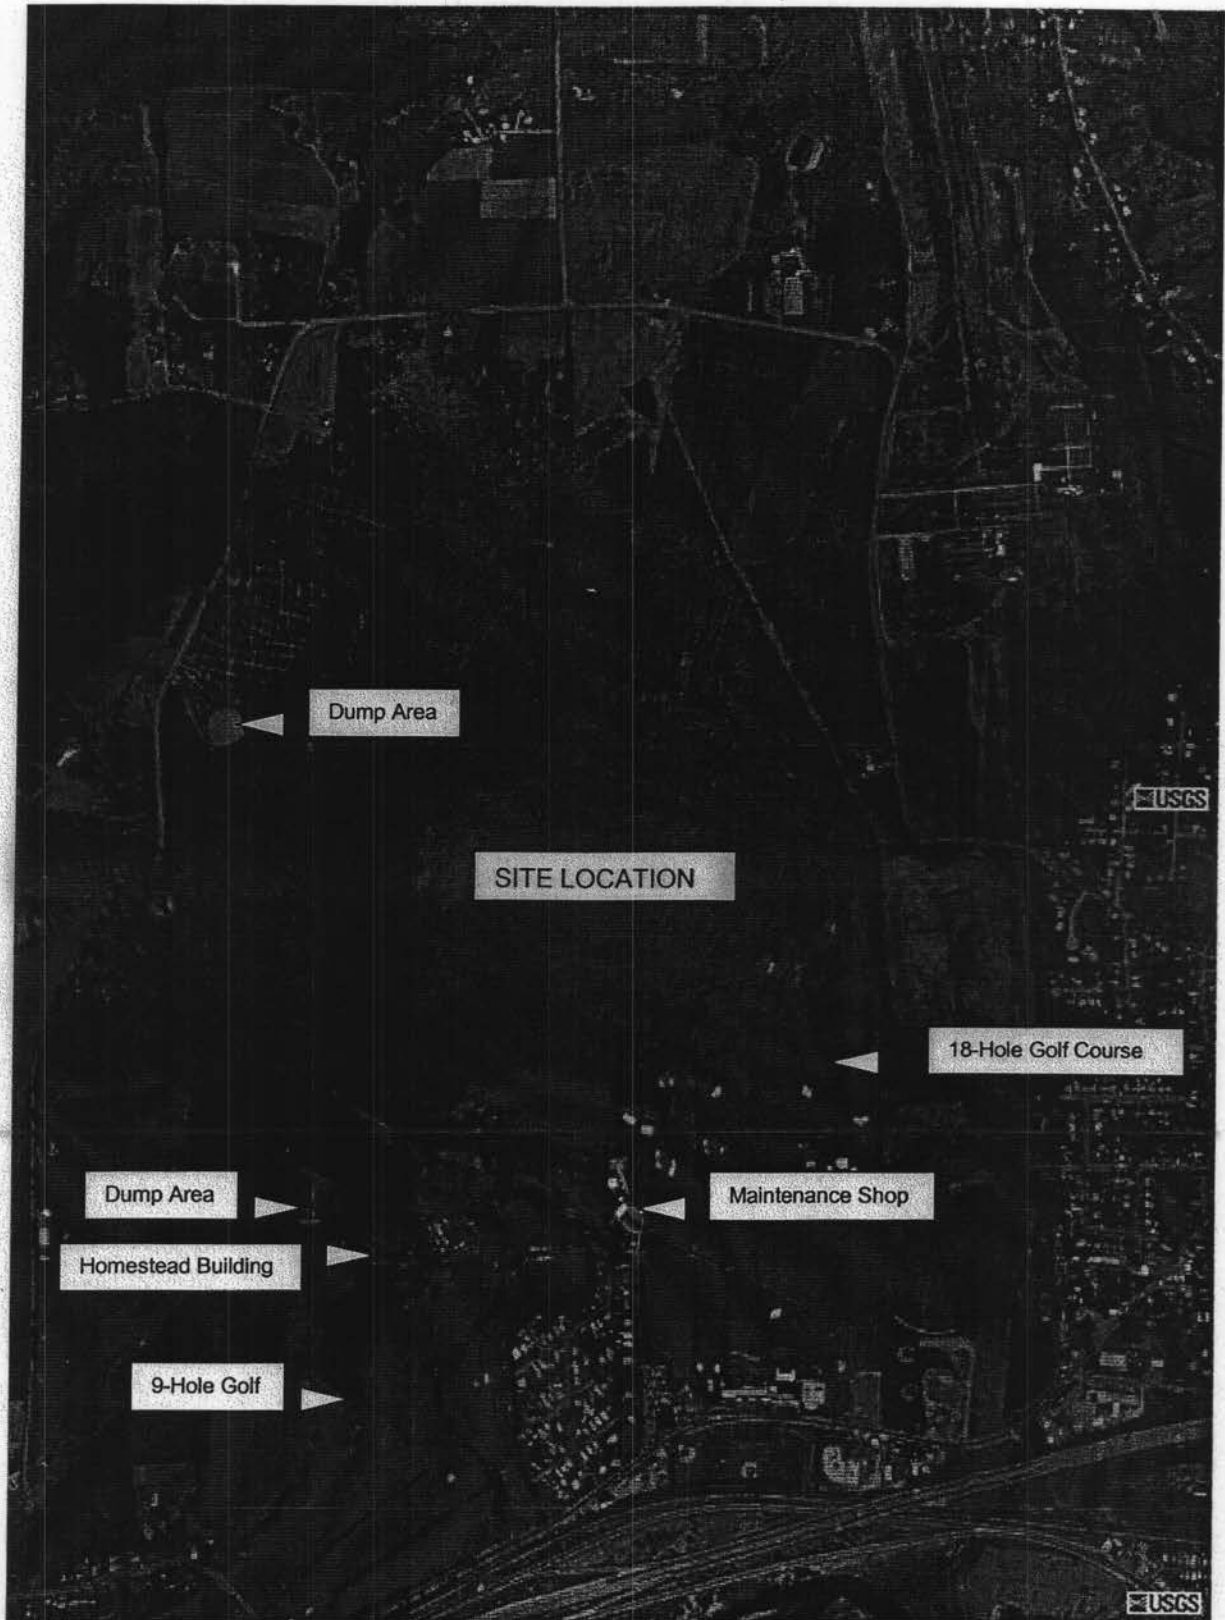 Dump Area
USGS
SITE LOCATION
18-Hole Golf Course
Dump Area
Maintenance Shop
Homestead Building
9-Hole Golf
USGS